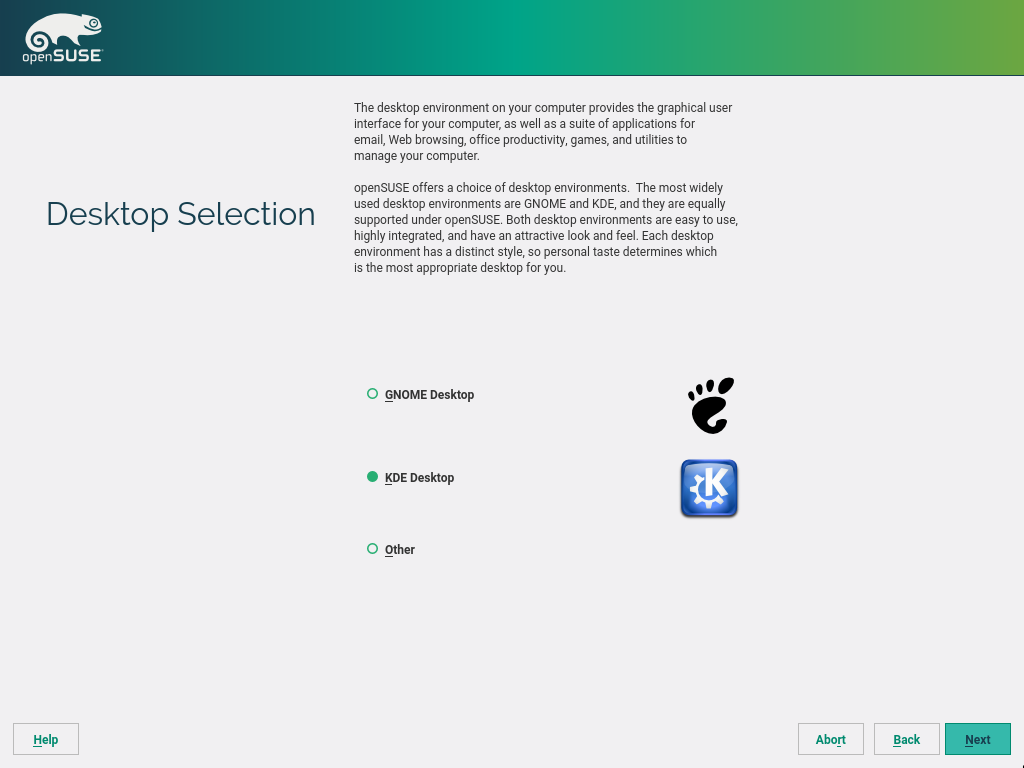 openSUSE
The desktop environment on your computer provides the graphical user
interface for your computer, as well as a suite of applications for
email, Web browsing, office productivity, games, and utilities to
manage your computer.
Desktop Selection
openSUSE offers a choice of desktop environments.  The most widely
used desktop environments are GNOME and KDE, and they are equally
supported under openSUSE. Both desktop environments are easy to use,
highly integrated, and have an attractive look and feel. Each desktop
environment has a distinct style, so personal taste determines which
is the most appropriate desktop for you.
GNOME Desktop
KDE Desktop
K
Other
Help
Abort
Back
Next